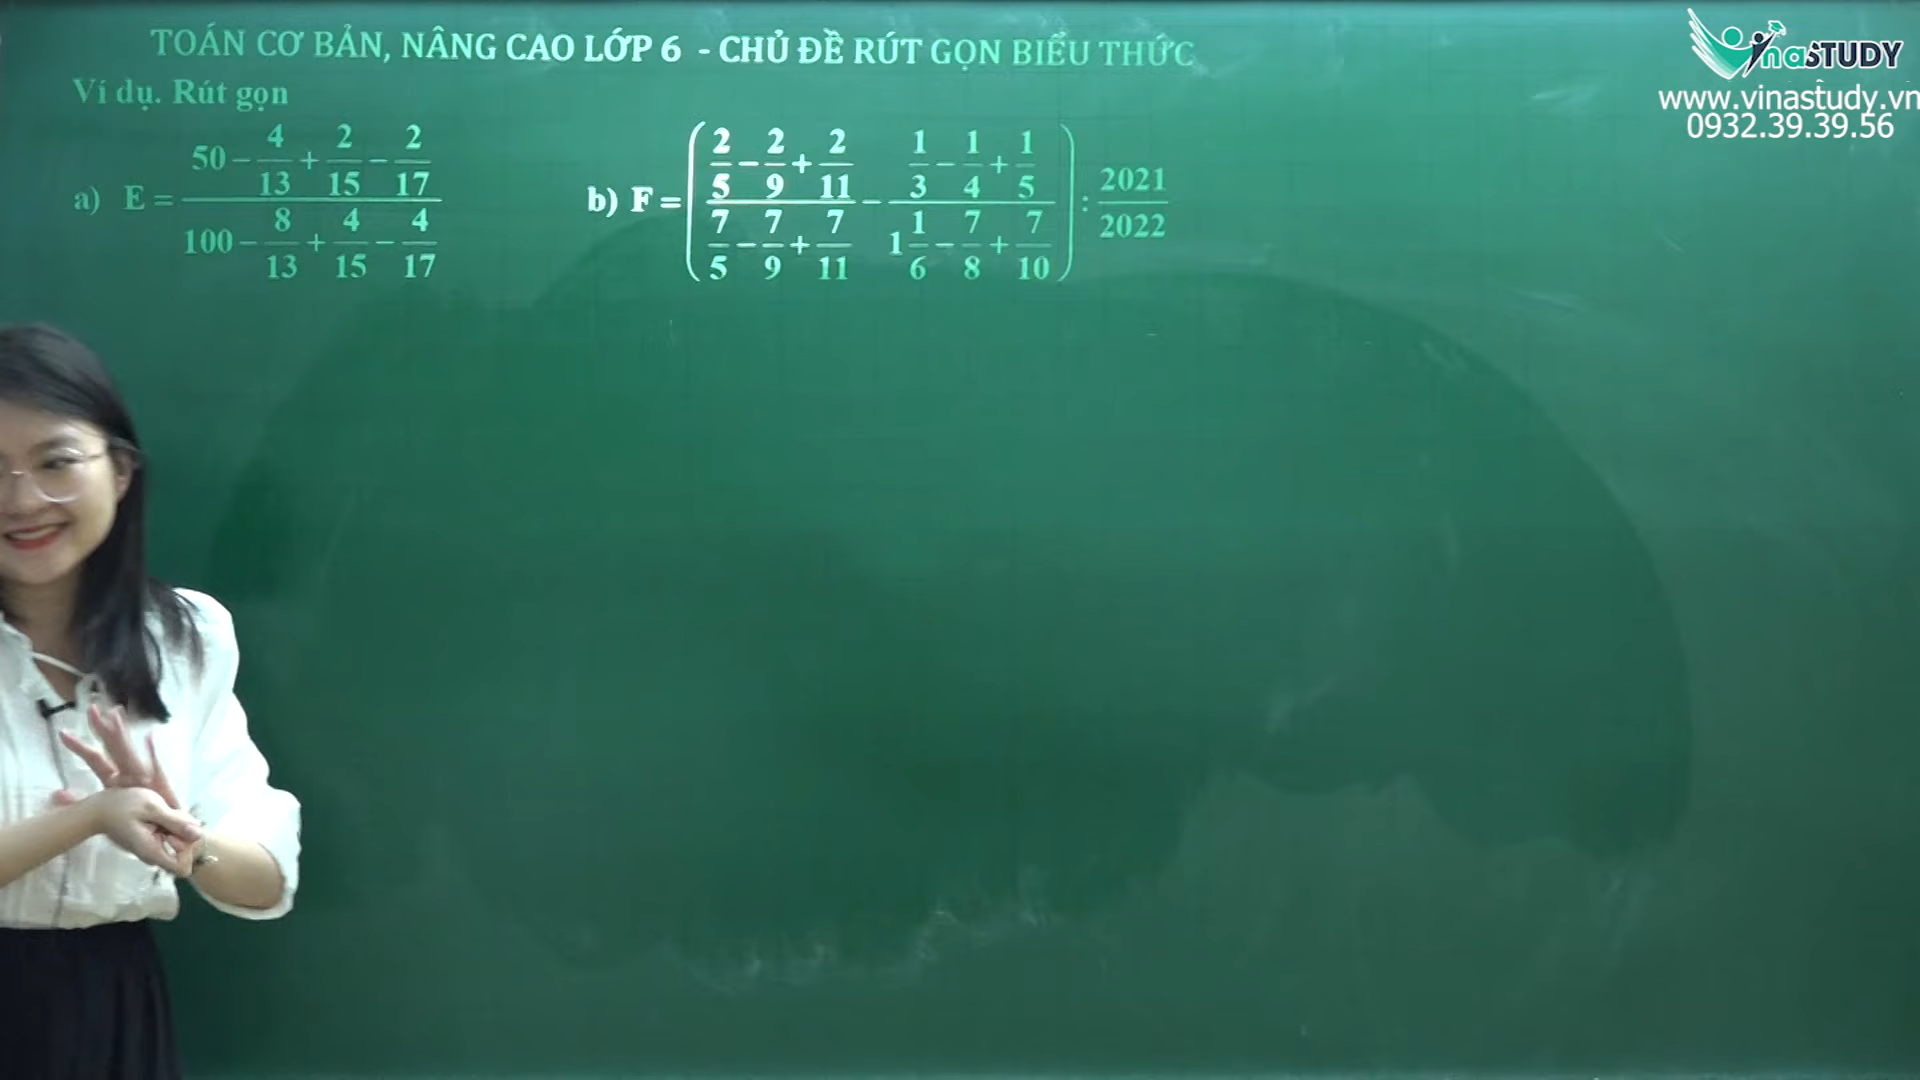 TOÁN CƠ BẢN, NÂNG CAO LỚP 6 - CHỦ ĐỀ RÚT GỌN BIỂU THỨC
Ví dụ. Rút gọn
a) E = (50 - 4/13 + 2/15 - 2/17) / (100 - 8/13 + 4/15 - 4/17)
b) F = ( (2/5 - 2/9 + 2/11) / (7/5 - 7/9 + 7/11) - (1/3 - 1/4 + 1/5) / (1 1/6 - 7/8 + 7/10) ) : 2021/2022
VinaSTUDY
www.vinastudy.vn
0932.39.39.56